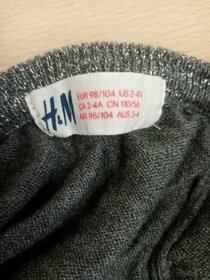 H&M
EUR 98/104 US 2-4Y
CA 2-4A CN 110/56
MX 98/104 AUS 3-4